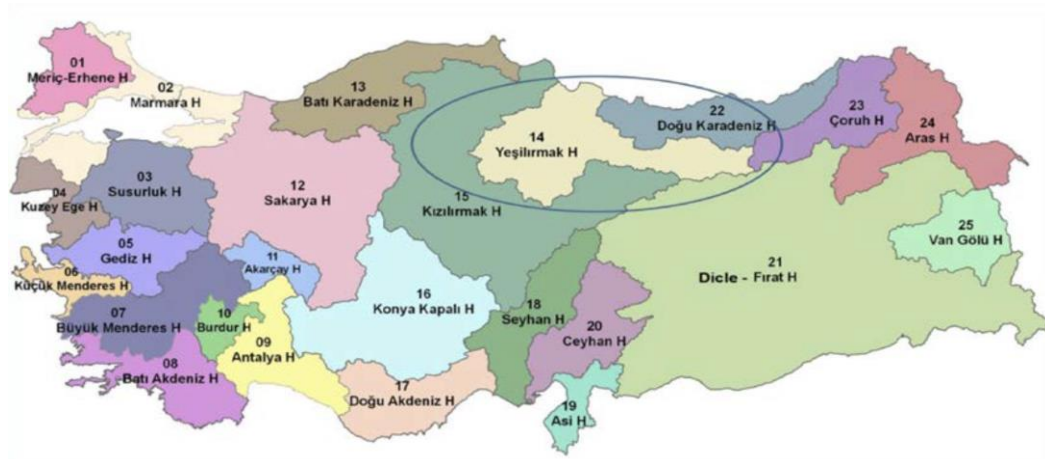 01
Meriç-Erhene H
02
Marmara H
13
Batı Karadeniz H
22
Doğu Karadeniz H
23
Çoruh H
24
Aras H
14
Yeşilırmak H
03
Susurluk H
04
Kuzey Ege H
12
Sakarya H
15
Kızılırmak H
25
Van Gölü H
05
Gediz H
11
Akarçay H
06
Küçük Menderes H
21
Dicle - Fırat H
16
Konya Kapalı H
07
Büyük Menderes H
10
Burdur H
18
Seyhan H
20
Ceyhan H
09
Antalya H
08
Batı Akdeniz H
17
Doğu Akdeniz H
19
Asi H